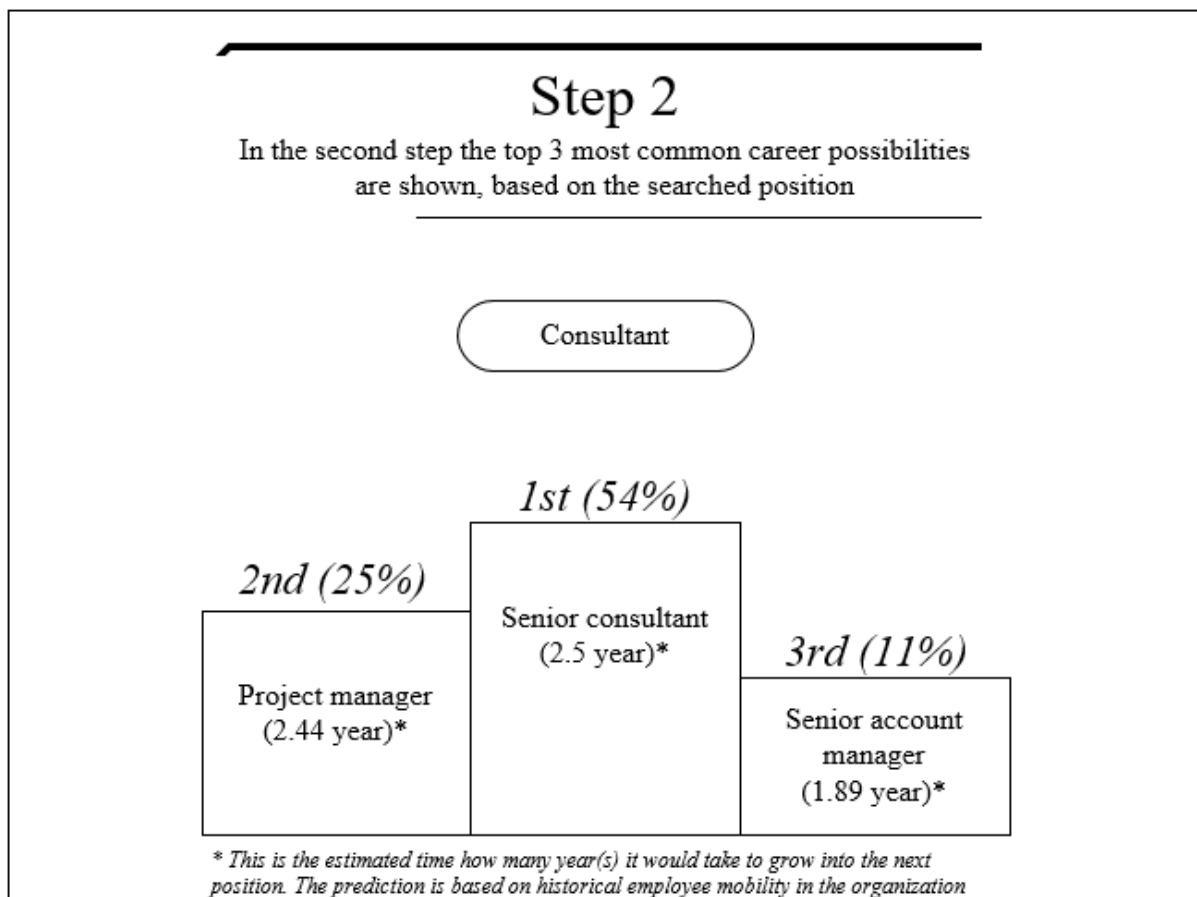 Step 2
In the second step the top 3 most common career possibilities
are shown, based on the searched position
Consultant
1st (54%)
2nd (25%)
Senior consultant
(2.5 year)*
3rd (11%)
Project manager
(2.44 year)*
Senior account
manager
(1.89 year)*
* This is the estimated time how many year(s) it would take to grow into the next
position. The prediction is based on historical employee mobility in the organization